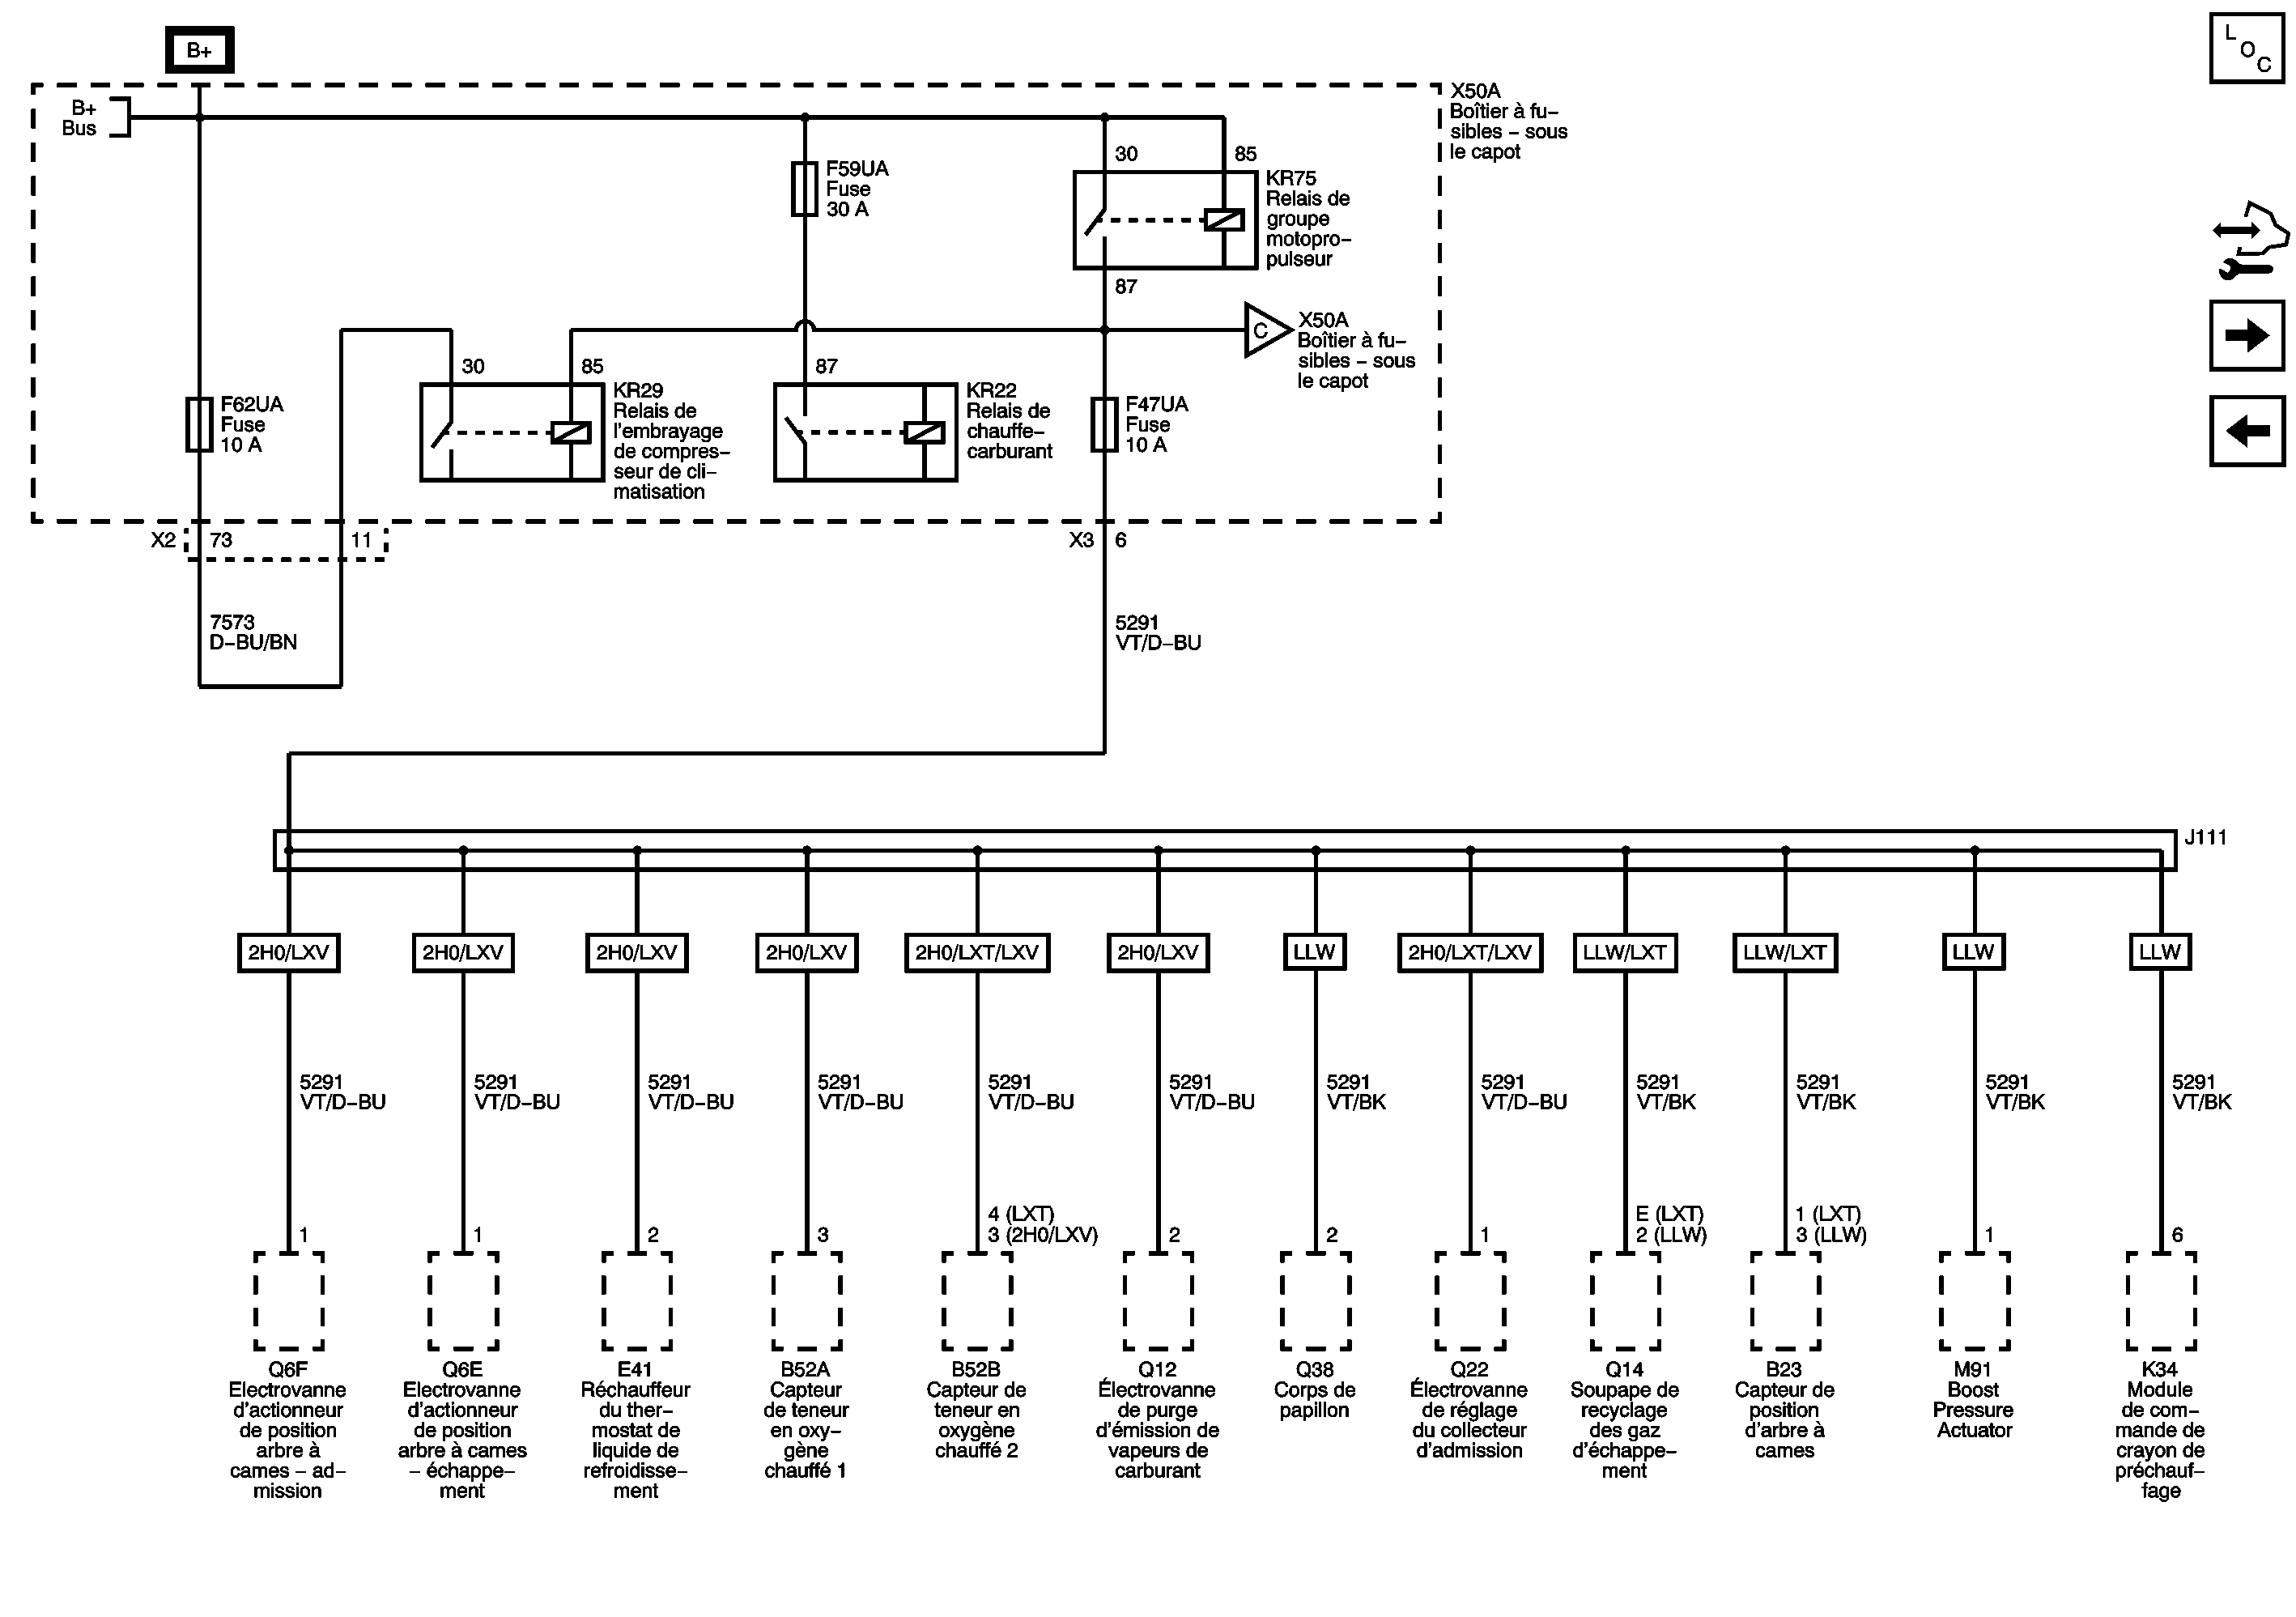 B+
L
O
C
B+
Bus
X50A
Boîtier à fu–
sibles – sous
le capot
30
85
F59UA
Fuse
30 A
KR75
Relais de
groupe
motopro–
pulseur
87
C
X50A
Boîtier à fu–
sibles – sous
le capot
30
85
87
F62UA
Fuse
10 A
KR29
Relais de
l'embrayage
de compres–
seur de cli–
matisation
KR22
Relais de
chauffe–
carburant
F47UA
Fuse
10 A
X2
73
11
X3
6
7573
D–BU/BN
5291
VT/D–BU
J111
2H0/LXV
2H0/LXV
2H0/LXV
2H0/LXV
2H0/LXT/LXV
2H0/LXV
LLW
2H0/LXT/LXV
LLW/LXT
LLW/LXT
LLW
LLW
5291
VT/D–BU
5291
VT/D–BU
5291
VT/D–BU
5291
VT/D–BU
5291
VT/D–BU
5291
VT/D–BU
5291
VT/BK
5291
VT/D–BU
5291
VT/BK
5291
VT/BK
5291
VT/BK
5291
VT/BK
1
1
2
3
4 (LXT)
3 (2H0/LXV)
2
2
1
E (LXT)
2 (LLW)
1 (LXT)
3 (LLW)
1
6
Q6F
Electrovanne
d'actionneur
de position
arbre à
cames – ad–
mission
Q6E
Electrovanne
d'actionneur
de position
arbre à cames
– échappe–
ment
E41
Réchauffeur
du ther–
mostat de
liquide de
refroidisse–
ment
B52A
Capteur
de teneur
en oxy–
gène
chauffé 1
B52B
Capteur de
teneur en
oxygène
chauffé 2
Q12
Électrovanne
de purge
d'émission de
vapeurs de
carburant
Q38
Corps de
papillon
Q22
Électrovanne
de réglage
du collecteur
d'admission
Q14
Soupape de
recyclage
des gaz
d'échappe–
ment
B23
Capteur de
position
d'arbre à
cames
M91
Boost
Pressure
Actuator
K34
Module
de com–
mande de
crayon de
préchauf–
fage